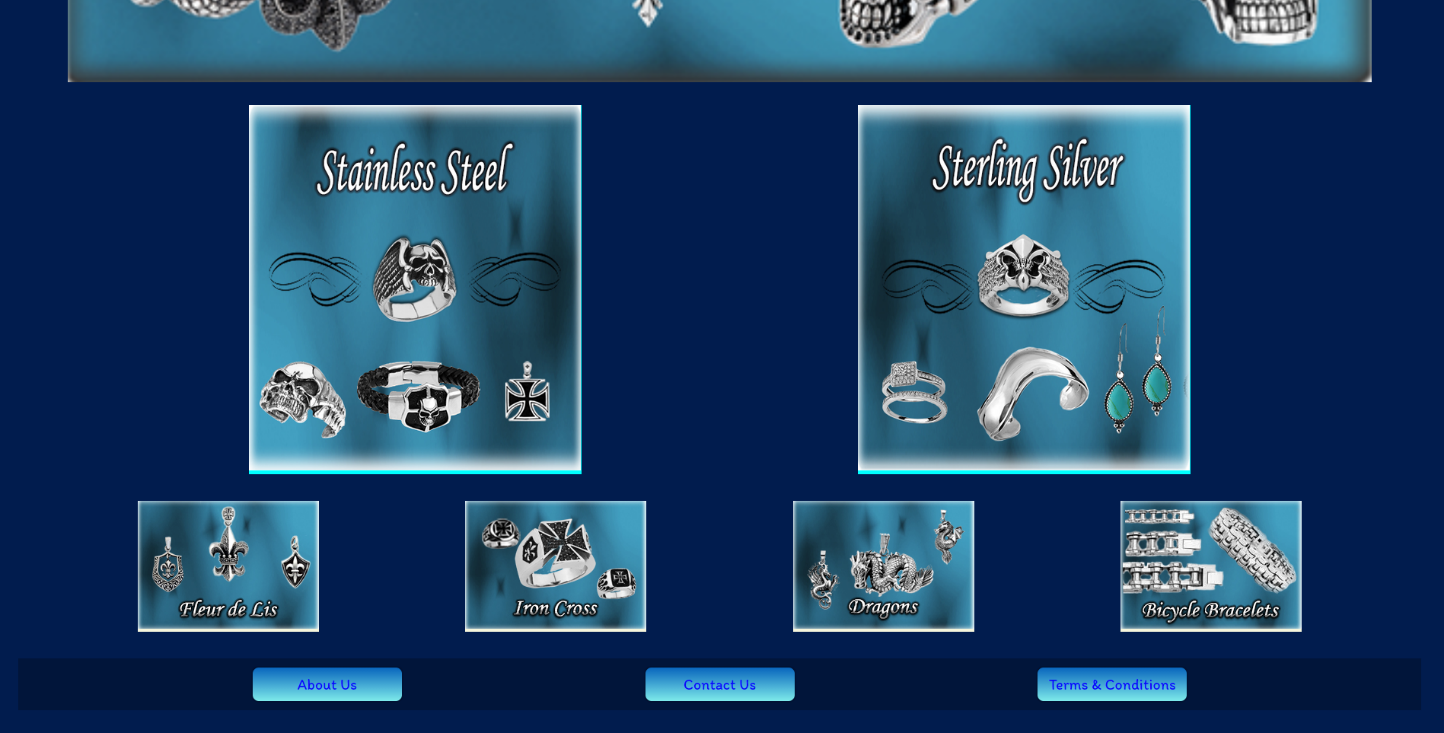 Stainless Steel
Sterling Silver
Fleur de Lis
Iron Cross
Dragons
Bicycle Bracelets
About Us
Contact Us
Terms & Conditions